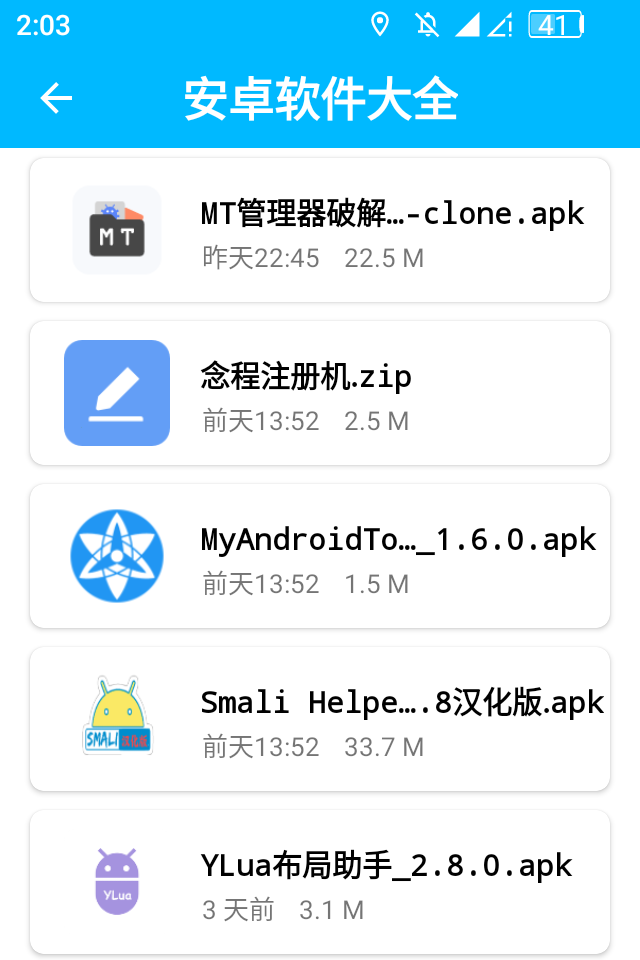 2:03
41
安卓软件大全
MT
MT管理器破解…-clone.apk
昨天22:45 22.5 M
念程注册机.zip
前天13:52 2.5 M
MyAndroidTo…_1.6.0.apk
前天13:52 1.5 M
SMALI
Smali Helpe….8汉化版.apk
前天13:52 33.7 M
YLua
YLua布局助手_2.8.0.apk
3 天前 3.1 M